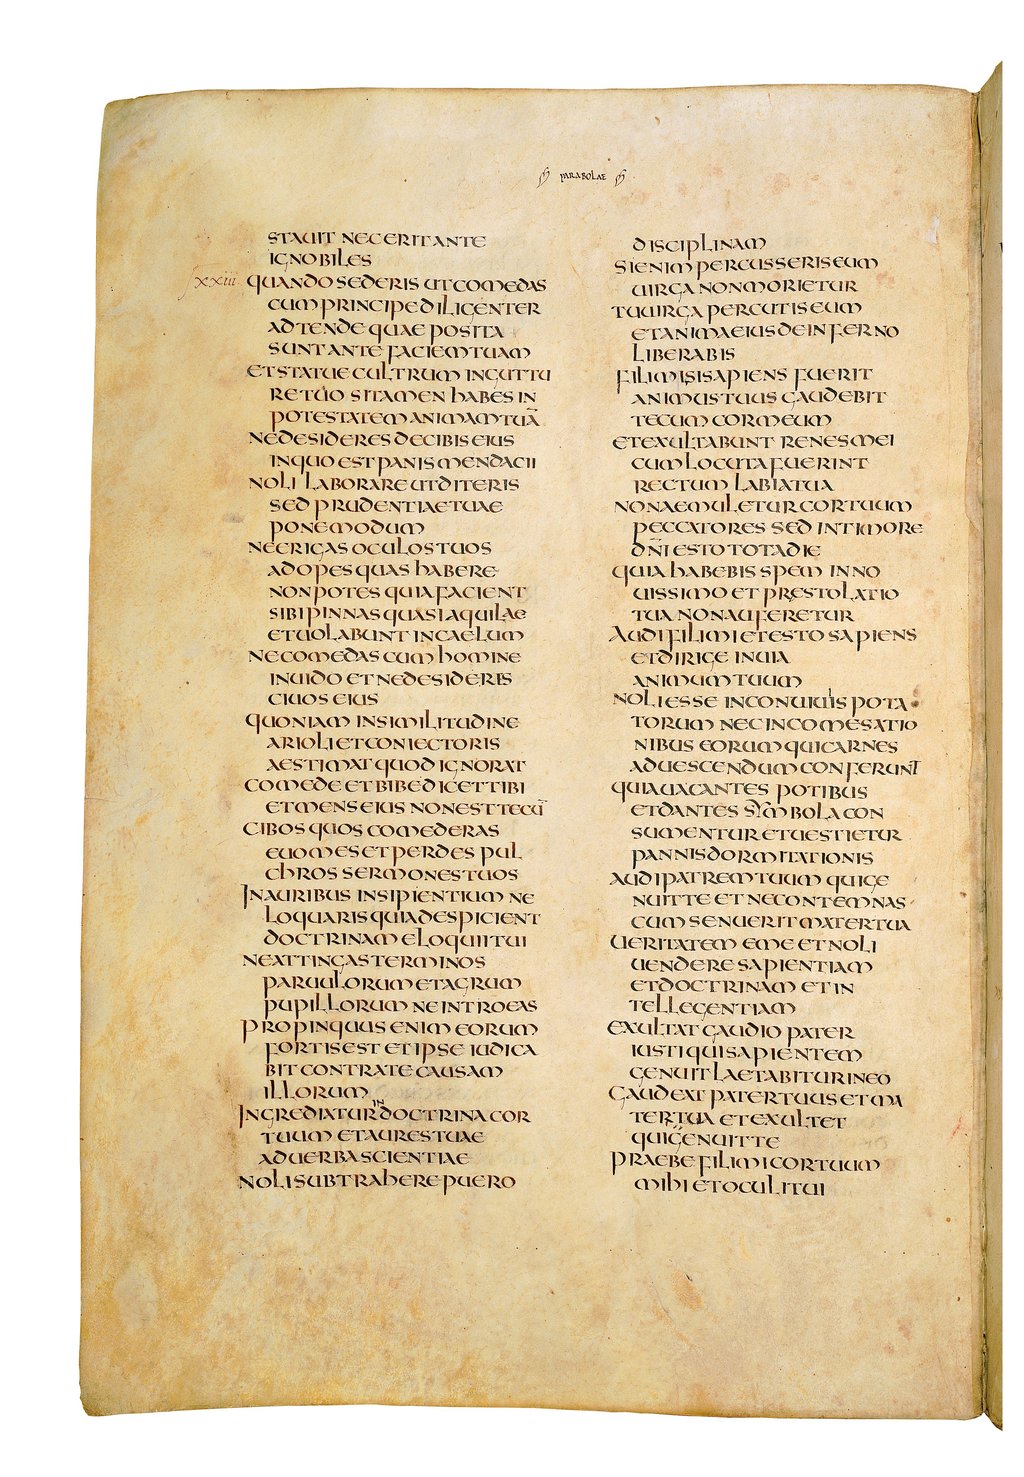 PARABOLAE
STABIT NEC ERIT ANTE
IGNOBILES
xxiii QUANDO SEDERIS UT COMEDAS
CUM PRINCIPE DILIGENTER
ADTENDE QUAE POSITA
SUNT ANTE FACIEM TUAM
ET STATUE CULTRUM IN GUTTU
RE TUO SI TAMEN HABES IN
POTESTATEM ANIMAM TUĀ
NE DESIDERES DE CIBIS EIUS
IN QUO EST PANIS MENDACII
NOLI LABORARE UT DITERIS
SED PRUDENTIAE TUAE
PONE MODUM
NE ERIGAS OCULOS TUOS
AD OPES QUAS HABERE
NON POTES QUIA FACIENT
SIBI PINNAS QUASI AQUILAE
ET UOLABUNT IN CAELUM
NE COMEDAS CUM HOMINE
INUIDO ET NE DESIDERIS
CIUOS EIUS
QUONIAM IN SIMILITUDINE
ARIOLI ET CONIECTORIS
AESTIMAT QUOD IGNORAT
COMEDE ET BIBE DICET TIBI
ET MENS EIUS NON EST TECŪ
CIBOS QUOS COMEDERAS
EUOMES ET PERDES PUL
CHROS SERMONES TUOS
IN AURIBUS INSIPIENTIUM NE
LOQUARIS QUIA DESPICIENT
DOCTRINAM ELOQUII TUI
NE ATTINGAS TERMINOS
PARUULORUM ET AGRUM
PUPILLORUM NE INTROEAS
PROPINQUUS ENIM EORUM
FORTIS EST ET IPSE IUDICA
BIT CONTRA TE CAUSAM
ILLORUM
INGREDIATUR IN DOCTRINA COR
TUUM ET AURES TUAE
AD UERBA SCIENTIAE
NOLI SUBTRAHERE PUERO
DISCIPLINAM
SI ENIM PERCUSSERIS EUM
UIRGA NON MORIETUR
TU UIRGA PERCUTIS EUM
ET ANIMA EIUS DE INFERNO
LIBERABIS
FILI MI SI SAPIENS FUERIT
ANIMUS TUUS GAUDEBIT
TECUM COR MEUM
ET EXULTABUNT RENES MEI
CUM LOCUTA FUERINT
RECTUM LABIA TUA
NON AEMULETUR COR TUUM
PECCATORES SED IN TIMORE
DN̄I ESTO TOTA DIE
QUIA HABEBIS SPEM IN NO
UISSIMO ET PRESTOLATIO
TUA NON AUFERETUR
AUDI FILI MI ET ESTO SAPIENS
ET DIRIGE IN UIA
ANIMUM TUUM
NOLI ESSE IN CONUIUIIS POTA
TORUM NEC IN COMESATIO
NIBUS EORUM QUI CARNES
AD UESCENDUM CONFERUNT
QUIA UACANTES POTIBUS
ET DANTES SYMBOLA CON
SUMENTUR ET UESTIETUR
PANNIS DORMITATIONIS
AUDI PATREM TUUM QUI GE
NUIT TE ET NE CONTEMNAS
CUM SENUERIT MATER TUA
UERITATEM EME ET NOLI
UENDERE SAPIENTIAM
ET DOCTRINAM ET IN
TELLEGENTIAM
EXULTAT GAUDIO PATER
IUSTI QUI SAPIENTEM
GENUIT LAETABITUR IN EO
GAUDEAT PATER TUUS ET MA
TER TUA ET EXULTET
QUI GENUIT TE
PRAEBE FILI MI COR TUUM
MIHI ET OCULI TUI